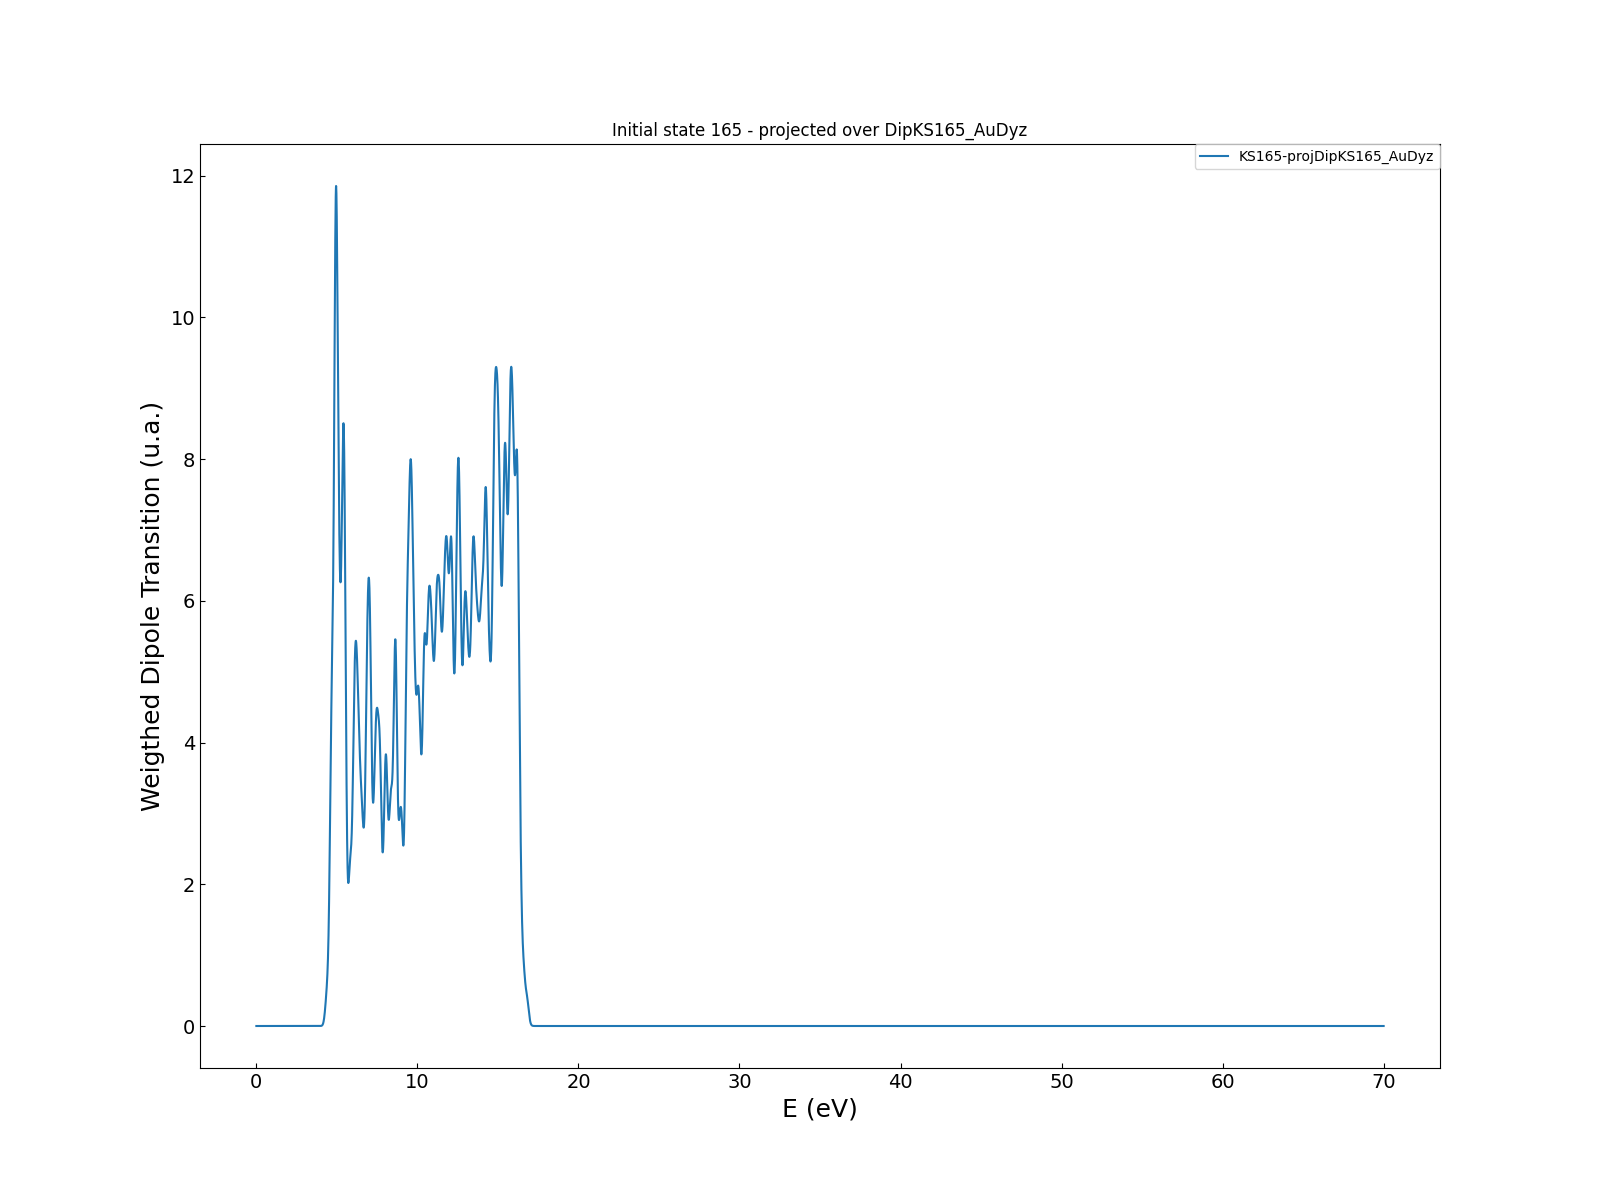 Initial state 165 - projected over DipKS165_AuDyz
KS165-projDipKS165_AuDyz
12
10
8
6
4
2
0
Weigthed Dipole Transition (u.a.)
0 10 20 30 40 50 60 70
E (eV)